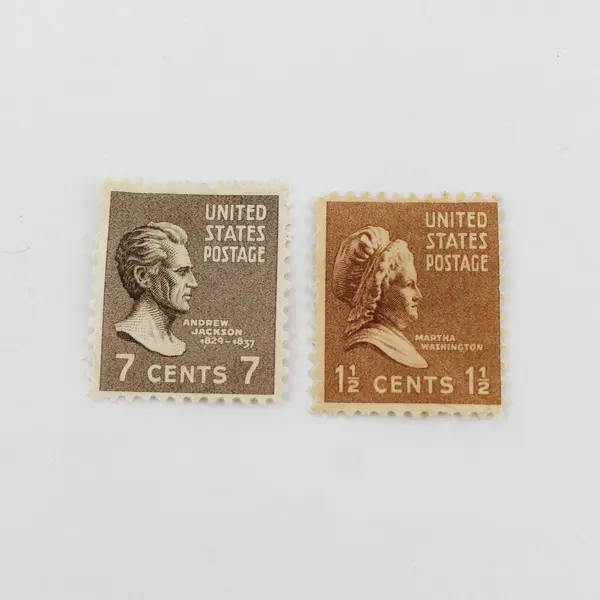 UNITED
STATES
POSTAGE
ANDREW
JACKSON
1829-1837
7 CENTS 7
UNITED
STATES
POSTAGE
MARTHA
WASHINGTON
1½ CENTS 1½